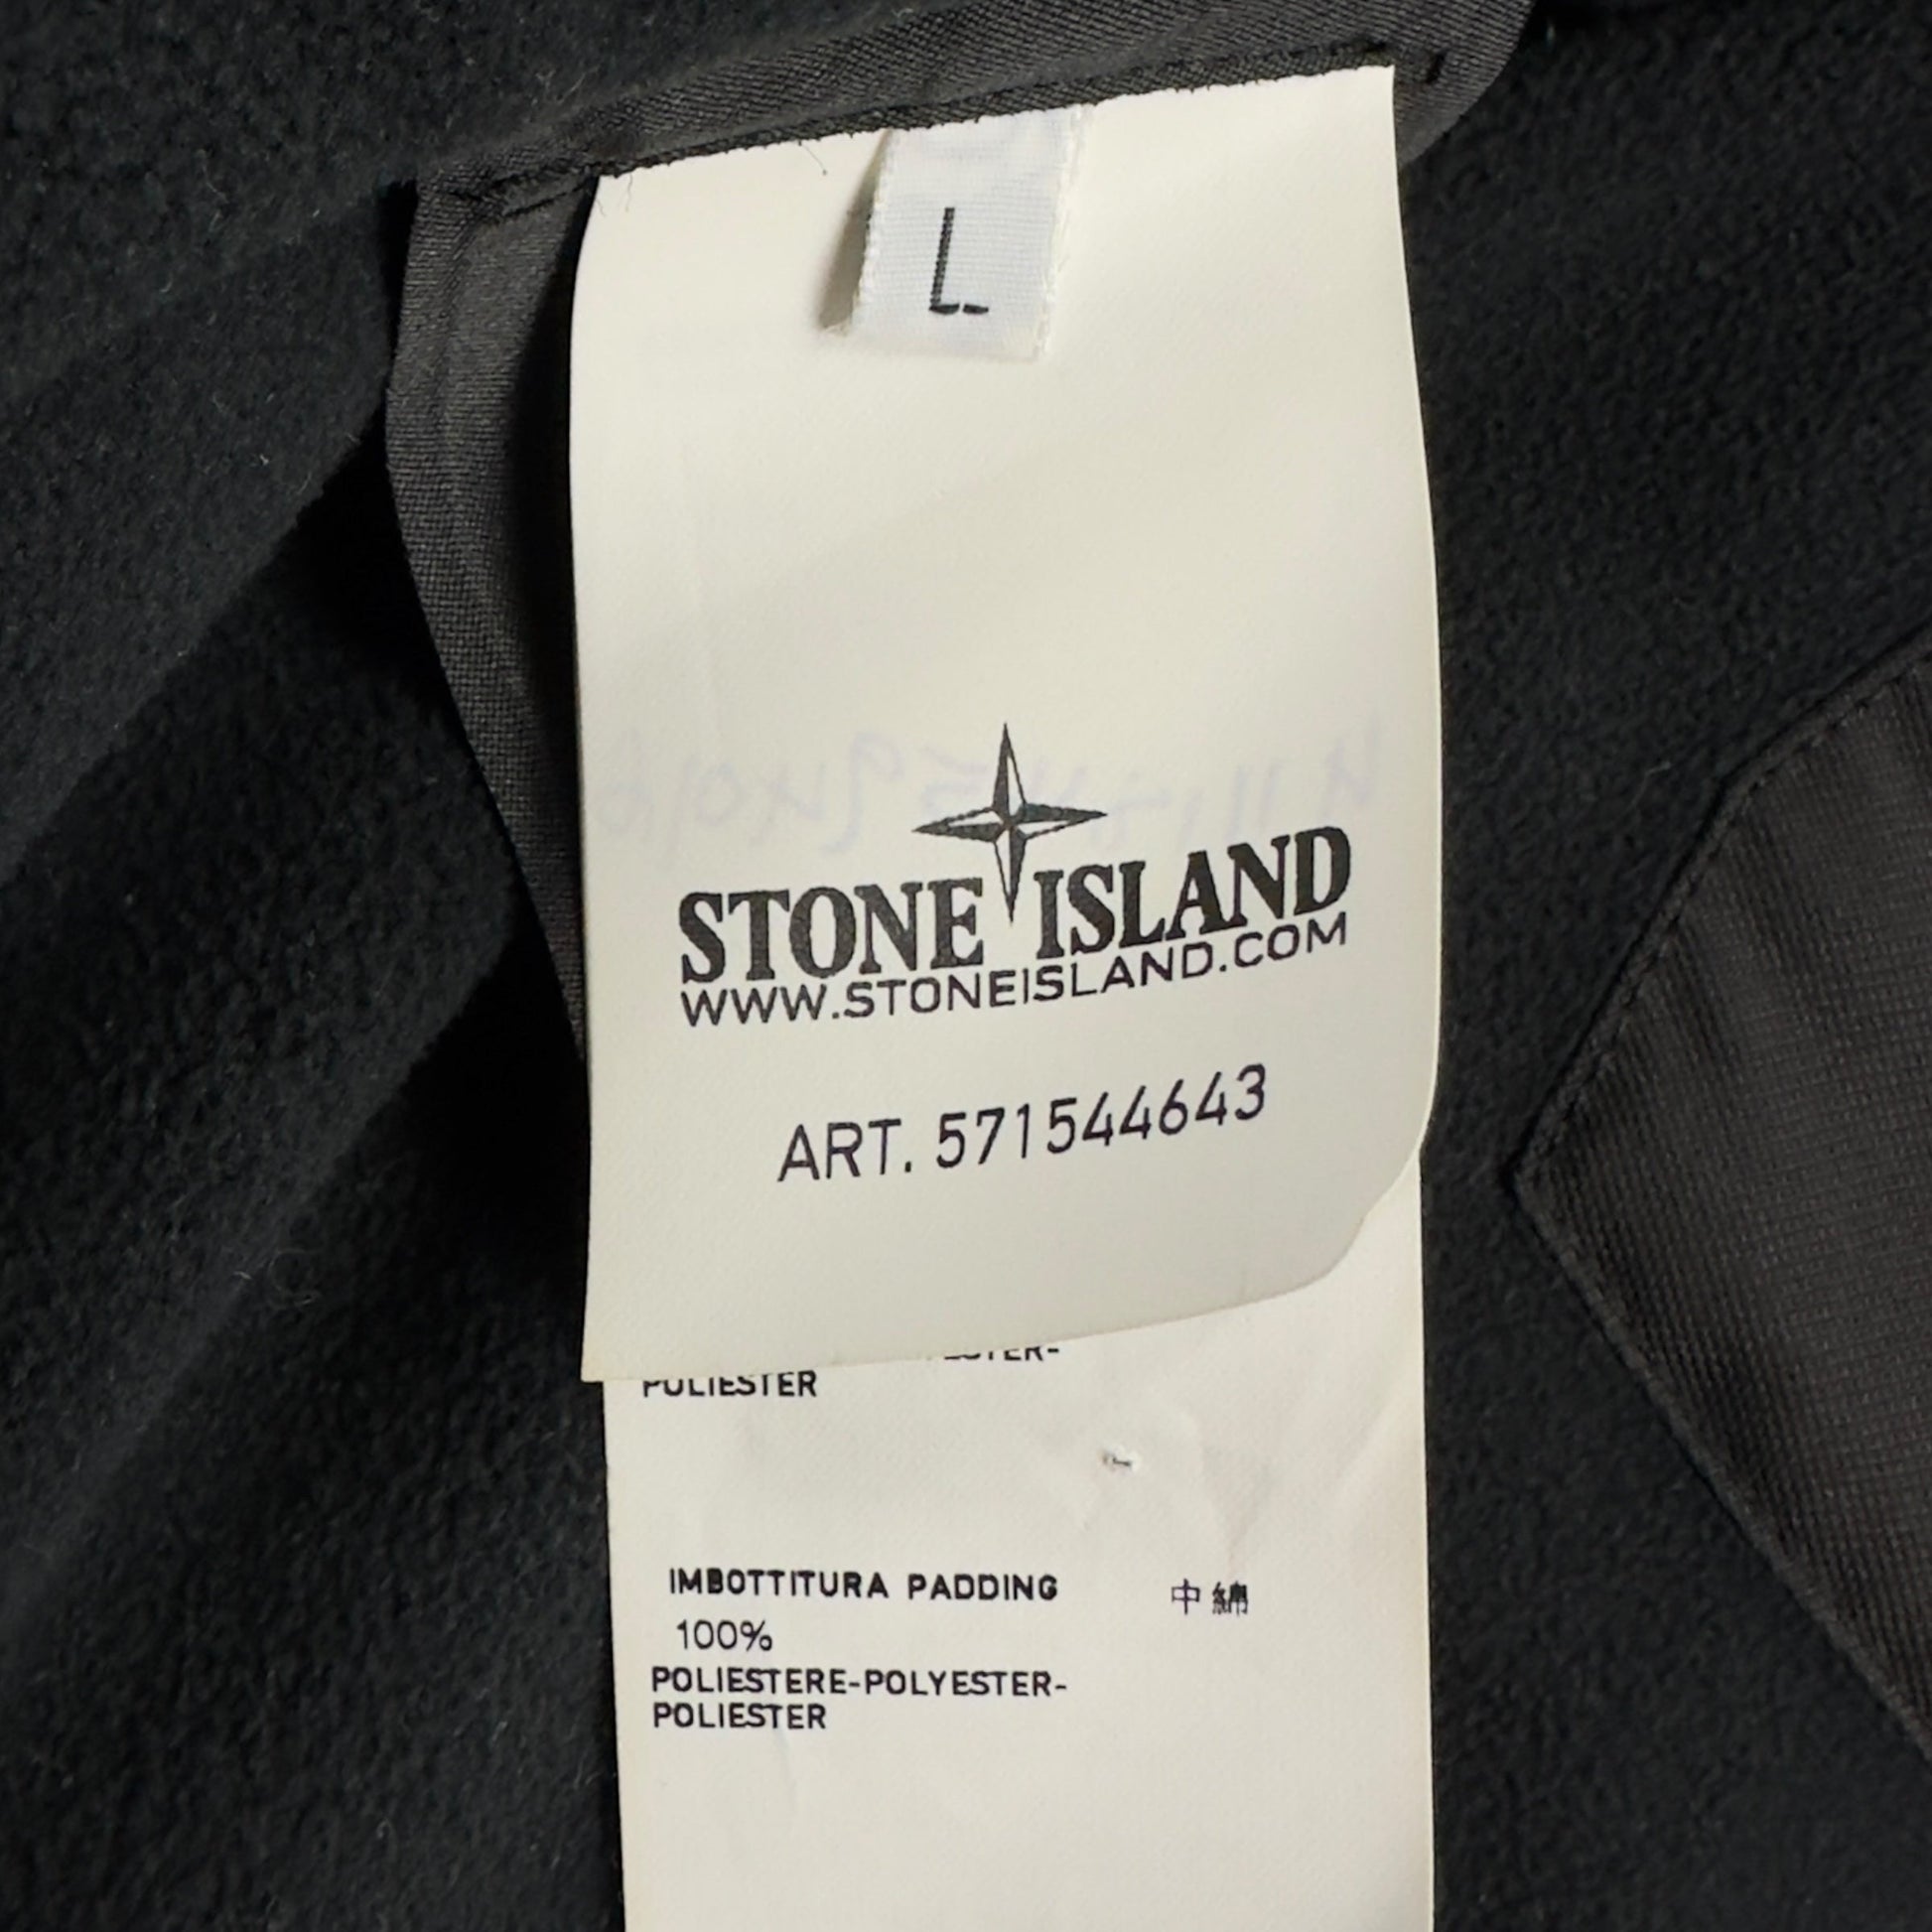 L
STONE ISLAND
WWW.STONEISLAND.COM
ART. 571544643
POLIESTER
IMBOTTITURA PADDING 中綿
100%
POLIESTERE-POLYESTER-
POLIESTER